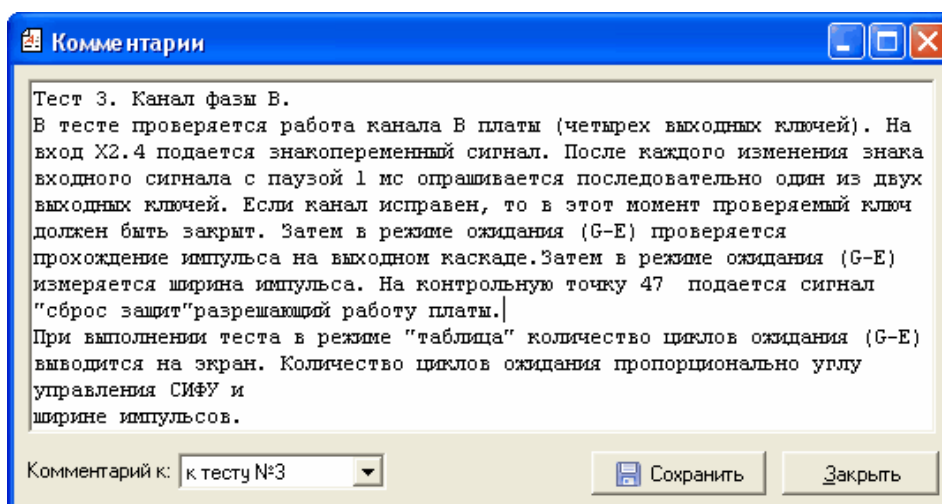 Комментарии
Тест 3. Канал фазы В.
В тесте проверяется работа канала В платы (четырех выходных ключей). На
вход Х2.4 подается знакопеременный сигнал. После каждого изменения знака
входного сигнала с паузой 1 мс опрашивается последовательно один из двух
выходных ключей. Если канал исправен, то в этот момент проверяемый ключ
должен быть закрыт. Затем в режиме ожидания (G-E) проверяется
прохождение импульса на выходном каскаде.Затем в режиме ожидания (G-E)
измеряется ширина импульса. На контрольную точку 47  подается сигнал
"сброс защит"разрешающий работу платы.
При выполнении теста в режиме "таблица" количество циклов ожидания (G-E)
выводится на экран. Количество циклов ожидания пропорционально углу
управления СИФУ и
ширине импульсов.
Комментарий к: к тесту №3 Сохранить Закрыть